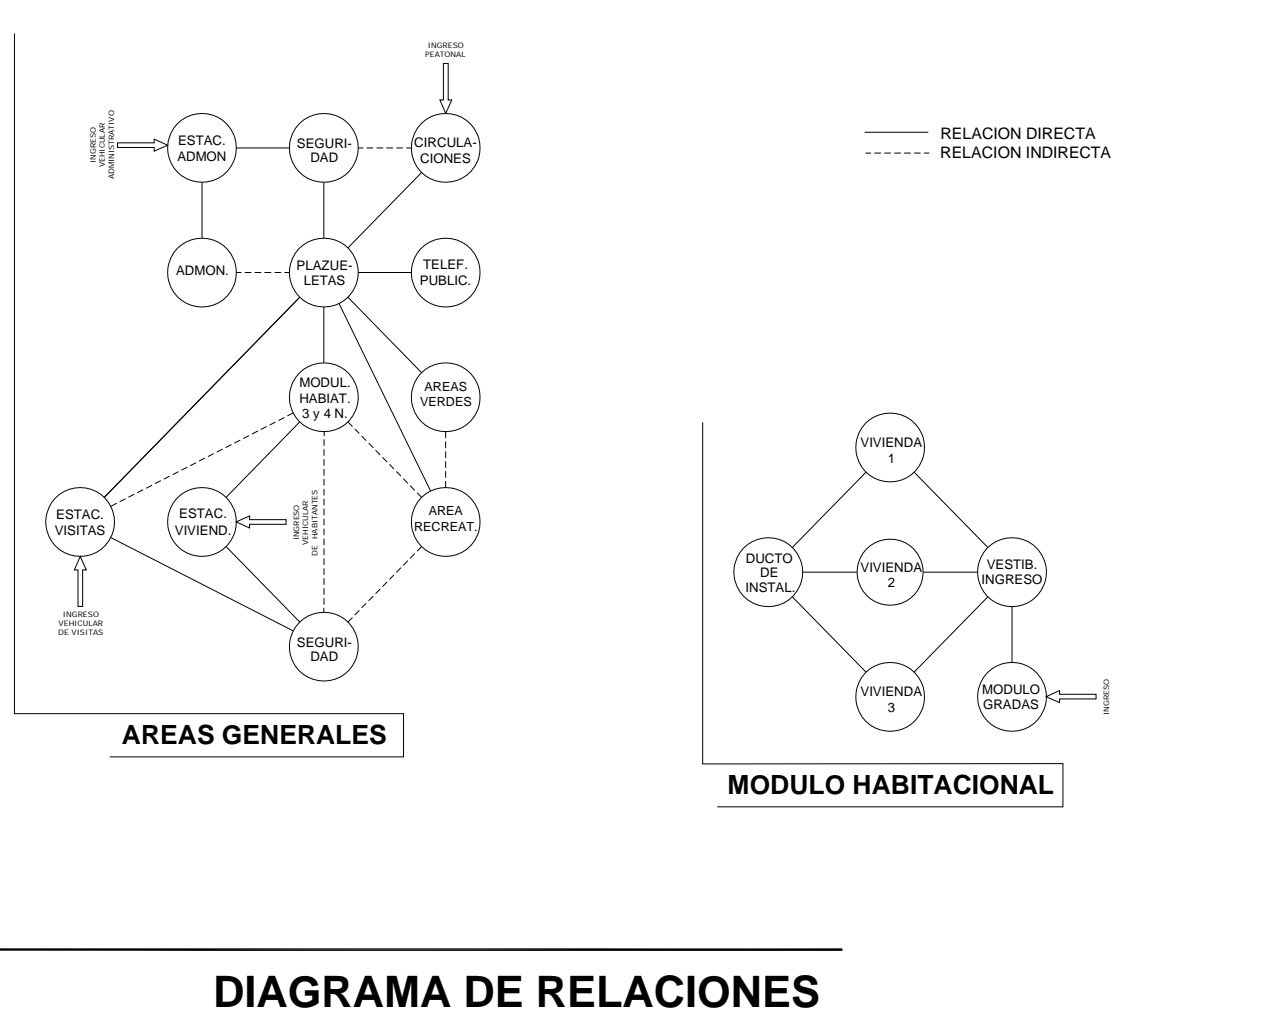 INGRESO
PEATONAL
INGRESO
VEHICULAR
ADMINISTRATIVO
ESTAC.
ADMON
SEGURI-
DAD
CIRCULA-
CIONES
ADMON.
PLAZUE-
LETAS
TELEF.
PUBLIC.
MODUL.
HABIAT.
3 y 4 N.
AREAS
VERDES
ESTAC.
VISITAS
ESTAC.
VIVIEND.
INGRESO
VEHICULAR
DE HABITANTES
AREA
RECREAT.
INGRESO
VEHICULAR
DE VISITAS
SEGURI-
DAD
AREAS GENERALES
RELACION DIRECTA
RELACION INDIRECTA
VIVIENDA
1
DUCTO
DE
INSTAL.
VIVIENDA
2
VESTIB.
INGRESO
VIVIENDA
3
MODULO
GRADAS
INGRESO
MODULO HABITACIONAL
DIAGRAMA DE RELACIONES